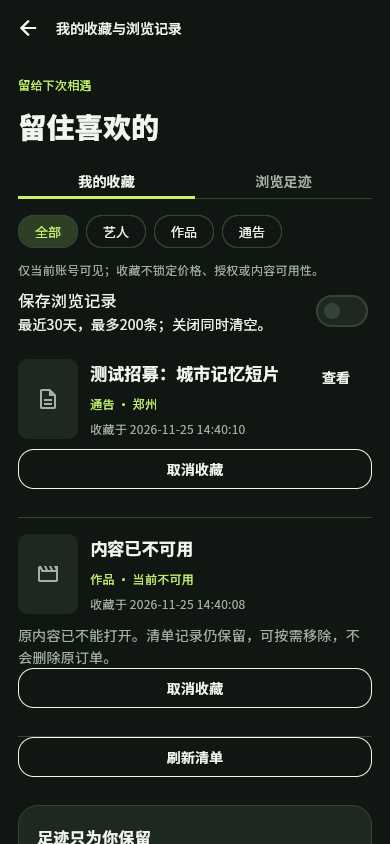 我的收藏与浏览记录
留给下次相遇
留住喜欢的
我的收藏
浏览足迹
全部
艺人
作品
通告
仅当前账号可见；收藏不锁定价格、授权或内容可用性。
保存浏览记录
最近30天，最多200条；关闭同时清空。
测试招募：城市记忆短片
查看
通告 · 郑州
收藏于 2026-11-25 14:40:10
取消收藏
内容已不可用
作品 · 当前不可用
收藏于 2026-11-25 14:40:08
原内容已不能打开。清单记录仍保留，可按需移除，不
会删除原订单。
取消收藏
刷新清单
足迹只为你保留